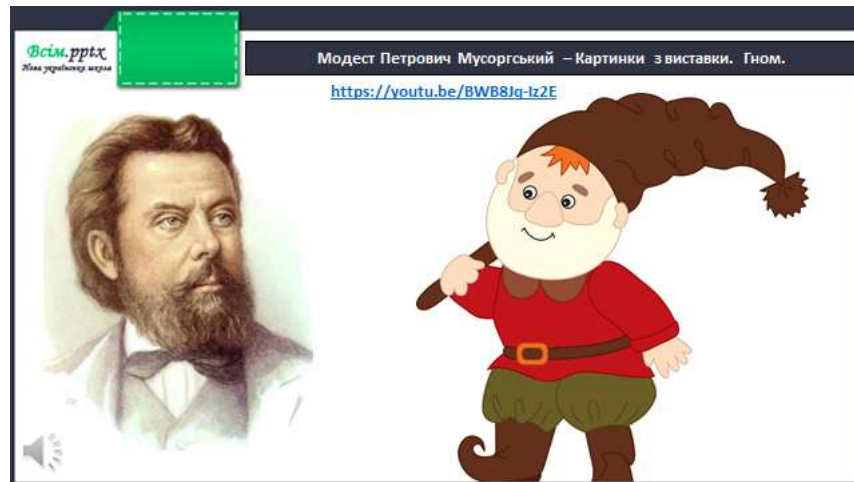 Всім.pptx
Нова українська школа
Модест Петрович Мусоргський – Картинки з виставки. Гном.
https://youtu.be/BWB8Jq-Iz2E